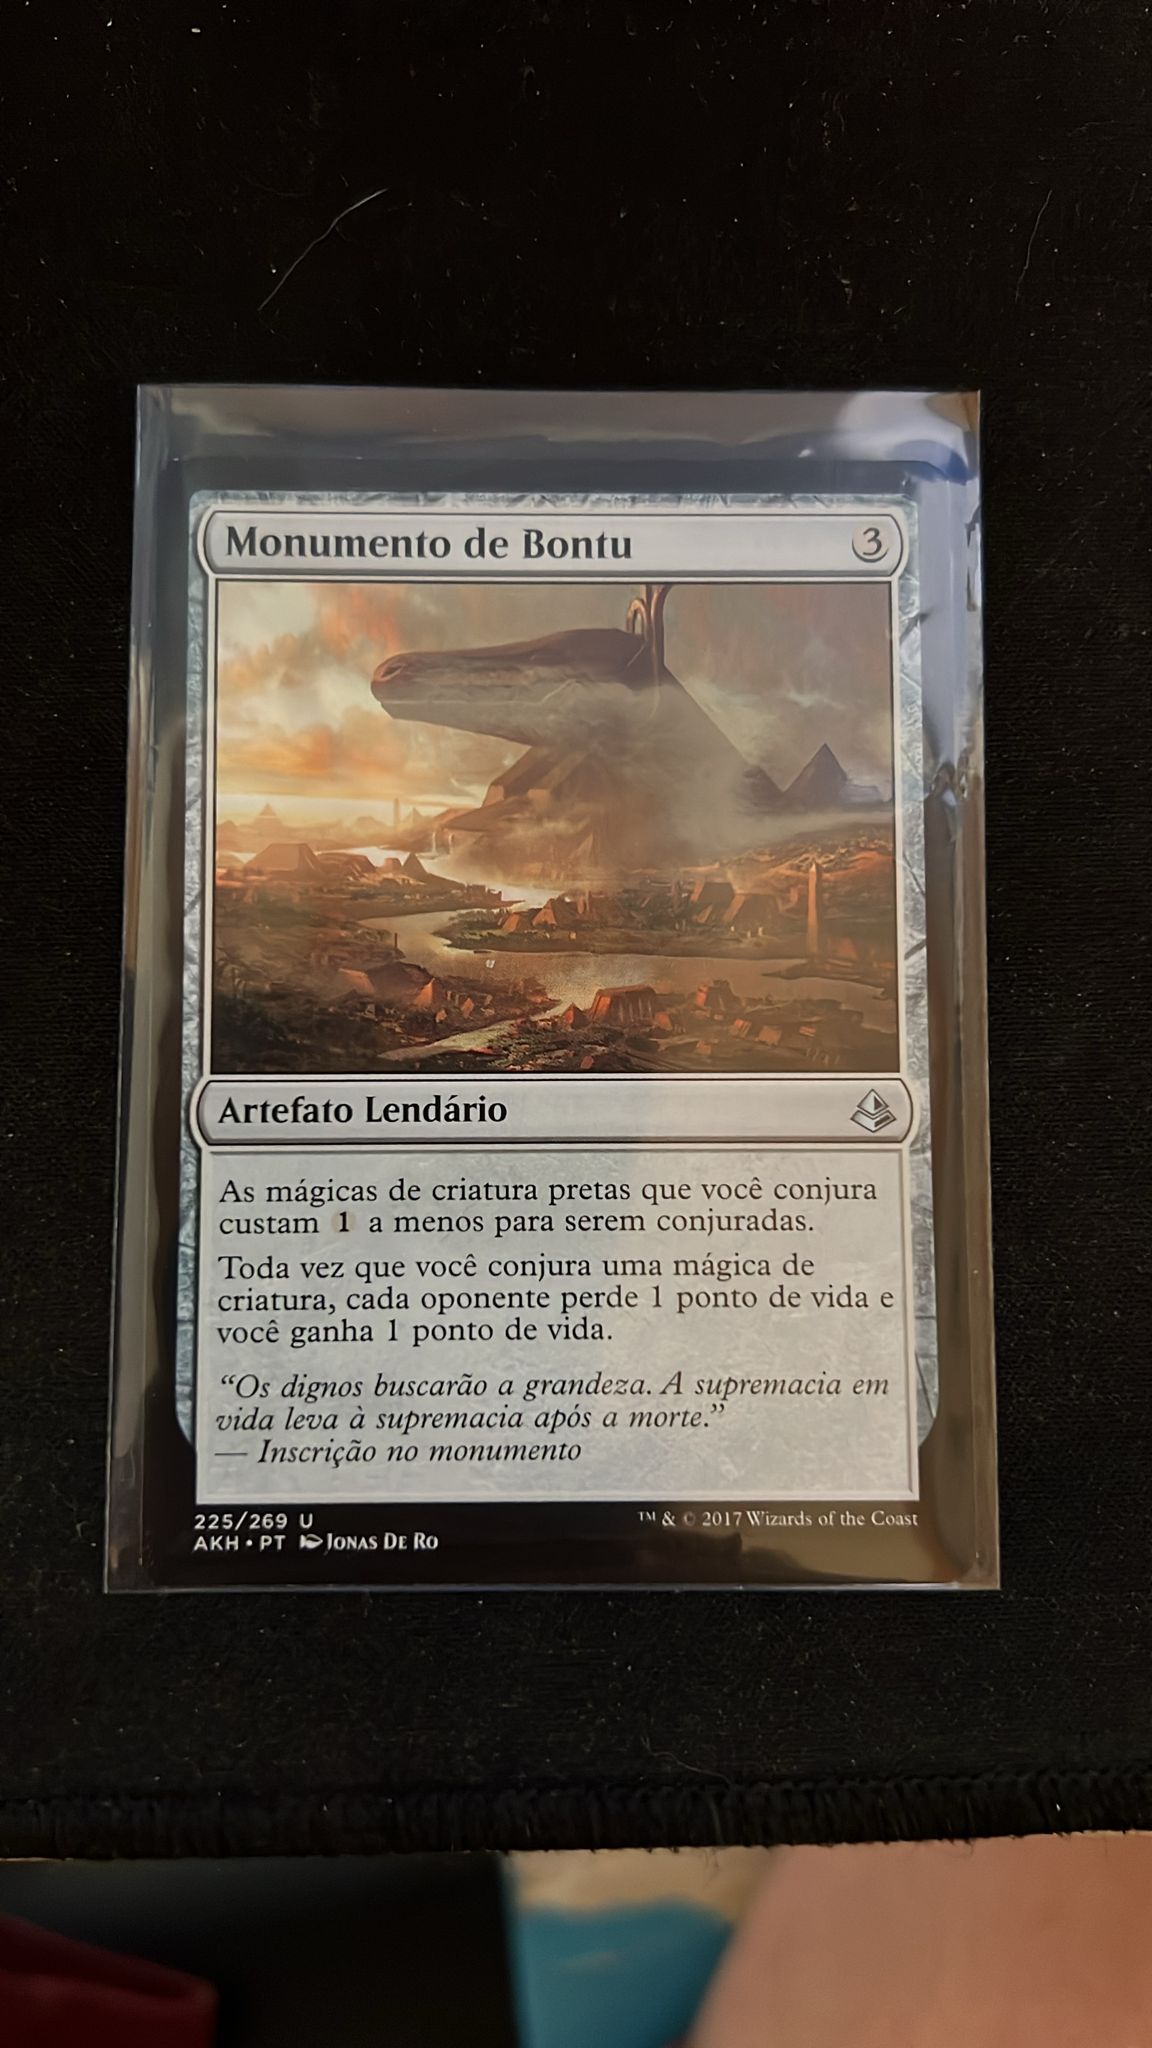 Monumento de Bontu 3
Artefato Lendário
As mágicas de criatura pretas que você conjura
custam 1 a menos para serem conjuradas.
Toda vez que você conjura uma mágica de
criatura, cada oponente perde 1 ponto de vida e
você ganha 1 ponto de vida.
“Os dignos buscarão a grandeza. A supremacia em
vida leva à supremacia após a morte.”
— Inscrição no monumento
225/269 U
™ & © 2017 Wizards of the Coast
AKH • PT Jonas De Ro